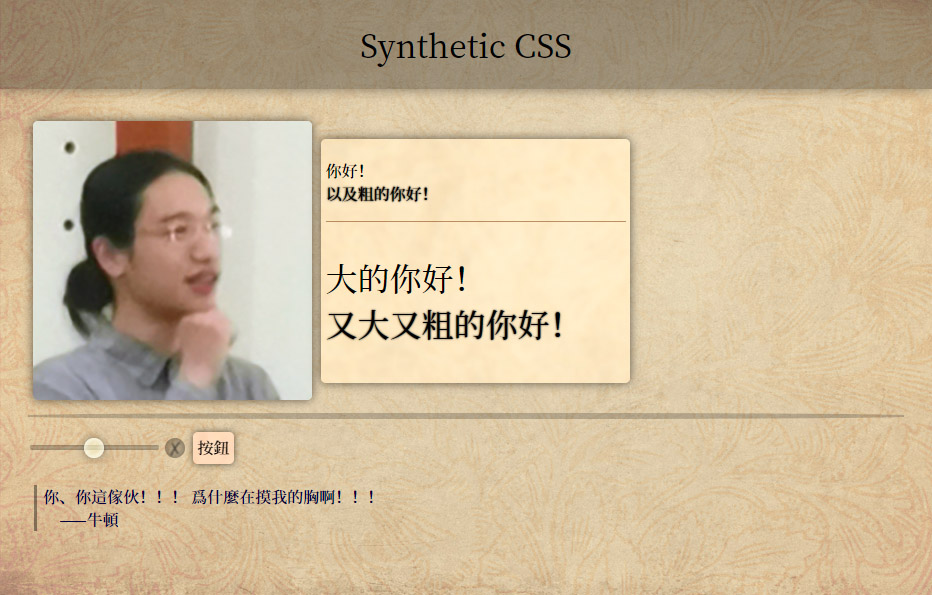 Synthetic CSS
你好！
以及粗的你好！
大的你好！
又大又粗的你好！
X 按鈕
你、你這傢伙！！！ 爲什麼在摸我的胸啊！！！
——牛頓